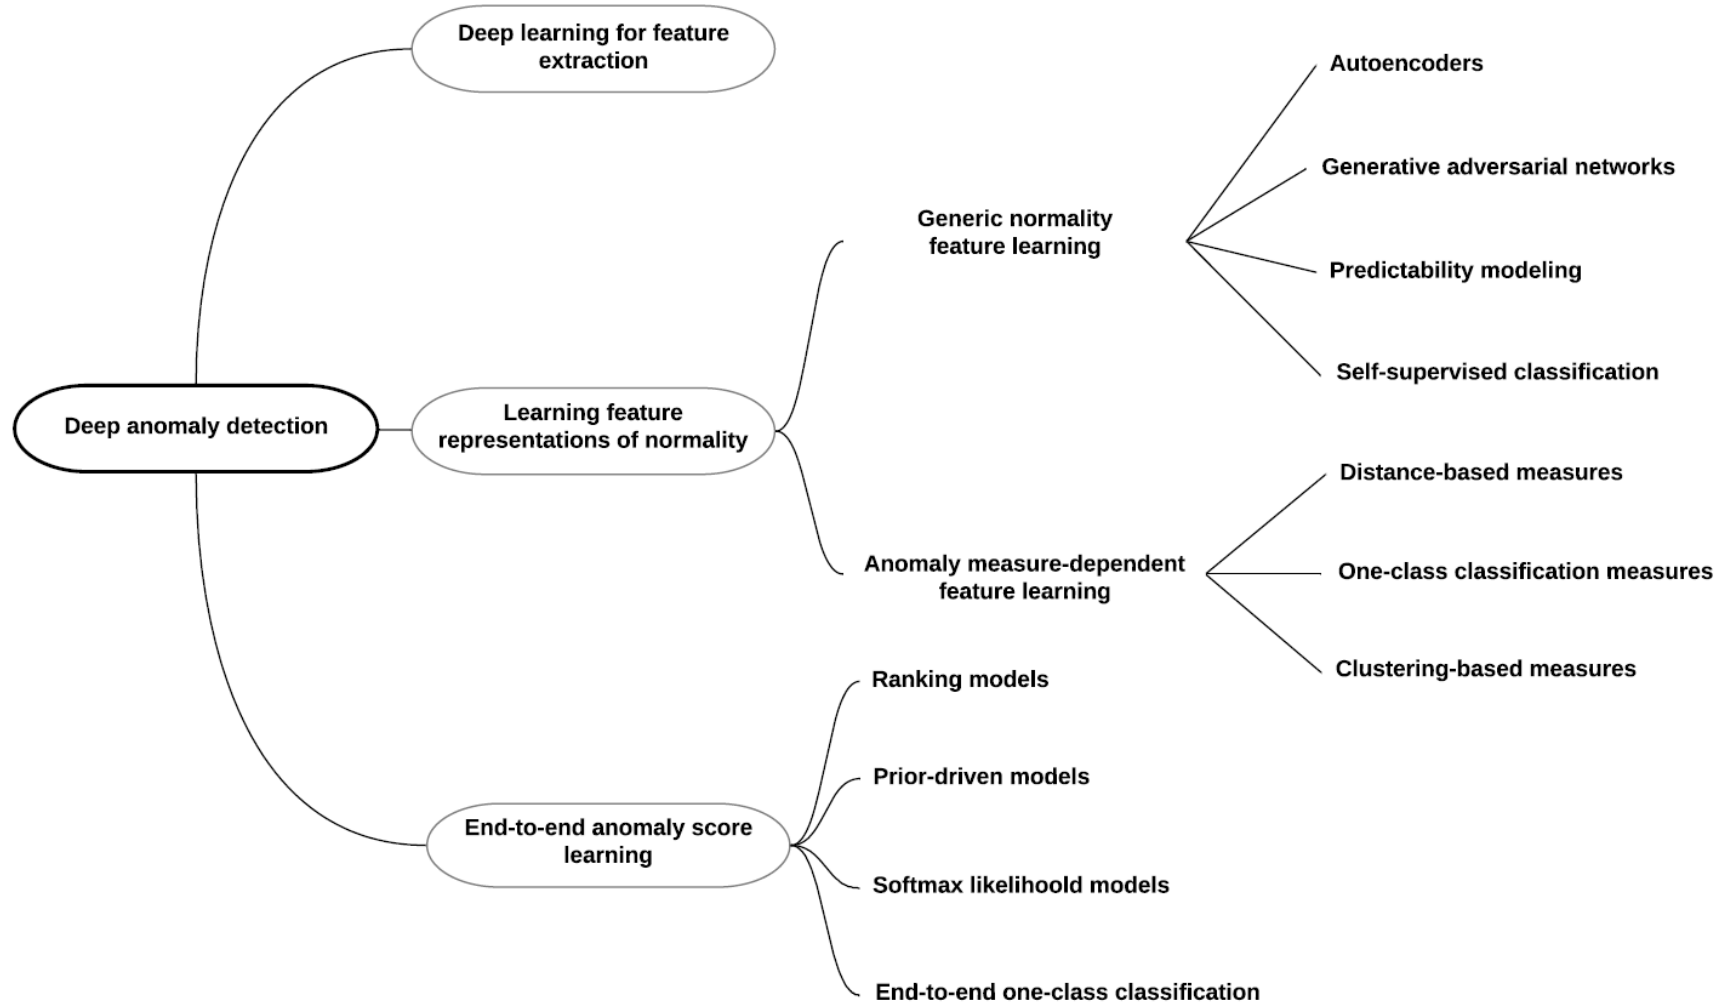 Deep learning for feature
extraction
Autoencoders
Generative adversarial networks
Generic normality
feature learning
Predictability modeling
Self-supervised classification
Deep anomaly detection
Learning feature
representations of normality
Distance-based measures
Anomaly measure-dependent
feature learning
One-class classification measures
Clustering-based measures
Ranking models
Prior-driven models
End-to-end anomaly score
learning
Softmax likelihoold models
End-to-end one-class classification